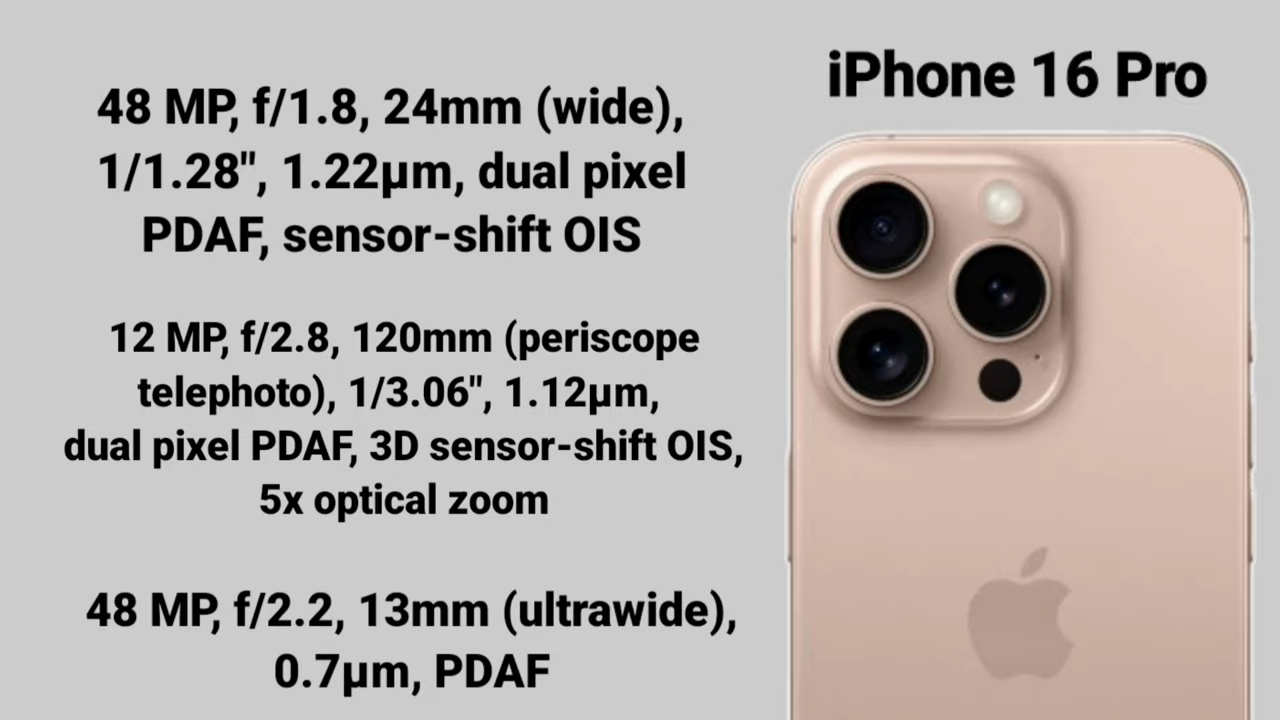 iPhone 16 Pro
48 MP, f/1.8, 24mm (wide),
1/1.28", 1.22µm, dual pixel
PDAF, sensor-shift OIS
12 MP, f/2.8, 120mm (periscope
telephoto), 1/3.06", 1.12µm,
dual pixel PDAF, 3D sensor-shift OIS,
5x optical zoom
48 MP, f/2.2, 13mm (ultrawide),
0.7µm, PDAF